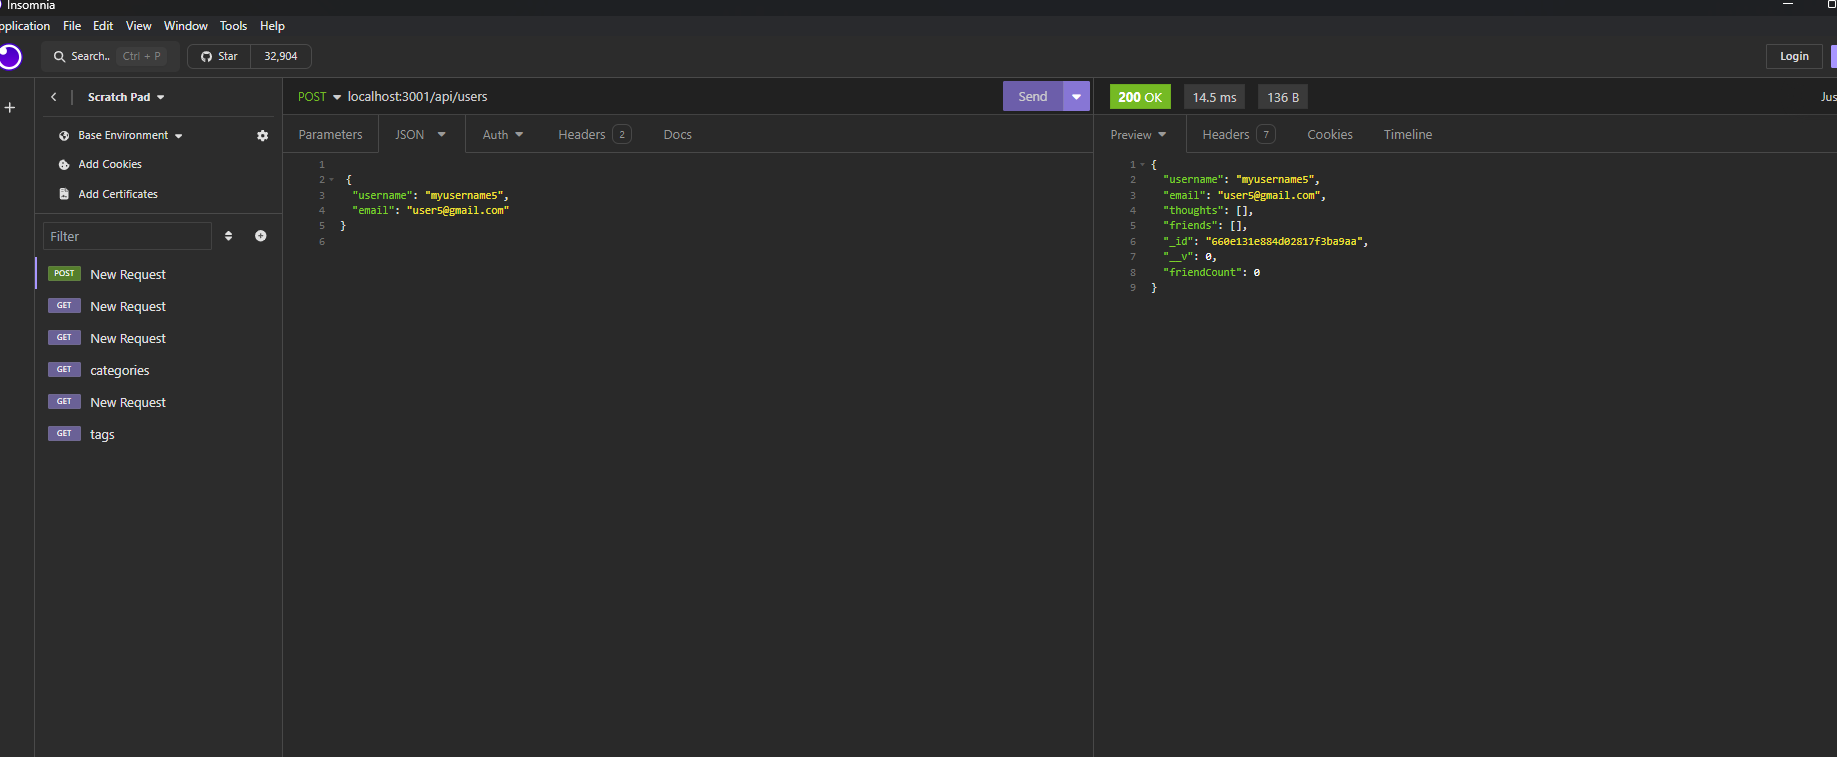 Insomnia
pplication File Edit View Window Tools Help
Search.. Ctrl + P Star 32,904 Login
Scratch Pad
POST localhost:3001/api/users Send
200 OK 14.5 ms 136 B Jus
Base Environment
Add Cookies
Add Certificates
Filter
POST New Request
GET New Request
GET New Request
GET categories
GET New Request
GET tags
Parameters JSON Auth Headers 2 Docs
1
2 {
3 "username": "myusername5",
4 "email": "user5@gmail.com"
5 }
6
Preview Headers 7 Cookies Timeline
1 {
2 "username": "myusername5",
3 "email": "user5@gmail.com",
4 "thoughts": [],
5 "friends": [],
6 "_id": "660e131e884d02817f3ba9aa",
7 "__v": 0,
8 "friendCount": 0
9 }